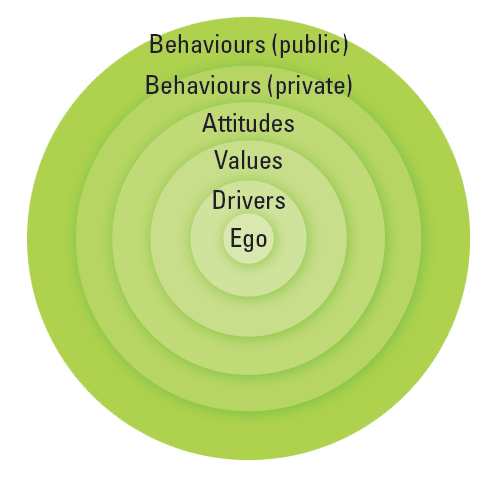 Behaviours (public)
Behaviours (private)
Attitudes
Values
Drivers
Ego